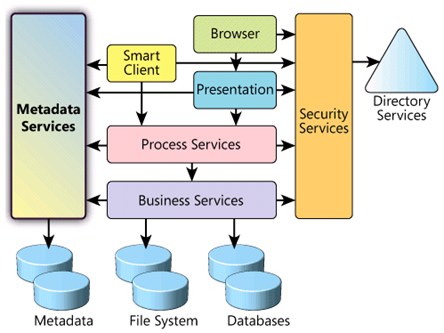 Browser
Smart
Client
Presentation
Metadata
Services
Security
Services
Directory
Services
Process Services
Business Services
Metadata
File System
Databases